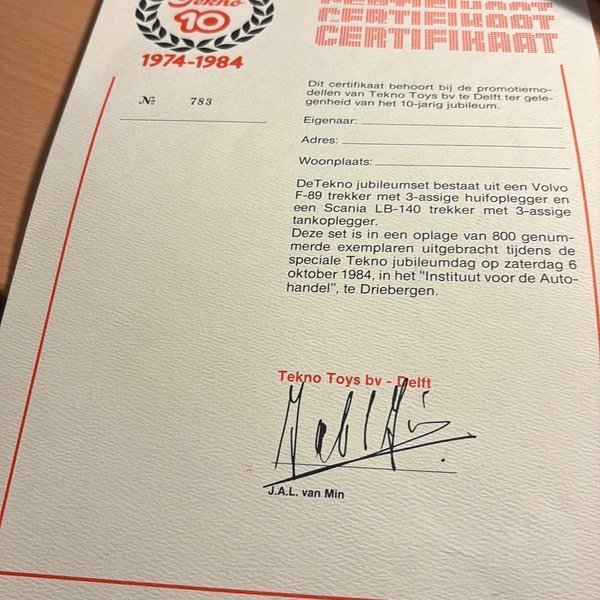 Tekno
10
1974-1984
CERTIFIKAAT
CERTIFIKAAT
CERTIFIKAAT
№ 783
Dit certifikaat behoort bij de promotiemo-
dellen van Tekno Toys bv te Delft ter gele-
genheid van het 10-jarig jubileum.
Eigenaar:
Adres:
Woonplaats:
DeTekno jubileumset bestaat uit een Volvo
F-89 trekker met 3-assige huifoplegger en
een Scania LB-140 trekker met 3-assige
tankoplegger.
Deze set is in een oplage van 800 genum-
merde exemplaren uitgebracht tijdens de
speciale Tekno jubileumdag op zaterdag 6
oktober 1984, in het "Instituut voor de Auto-
handel", te Driebergen.
Tekno Toys bv - Delft
J.A.L. van Min